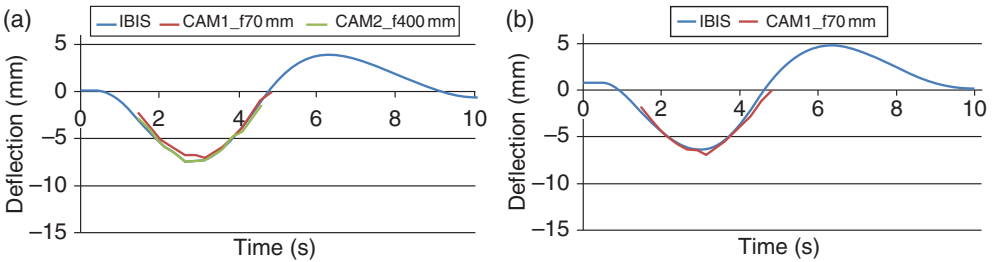 (a)
IBIS CAM1_f70 mm CAM2_f400 mm
Deflection (mm)
5
0
−5
−10
−15
0 2 4 6 8 10
Time (s)
(b)
IBIS CAM1_f70 mm
Deflection (mm)
5
0
−5
−10
−15
0 2 4 6 8 10
Time (s)